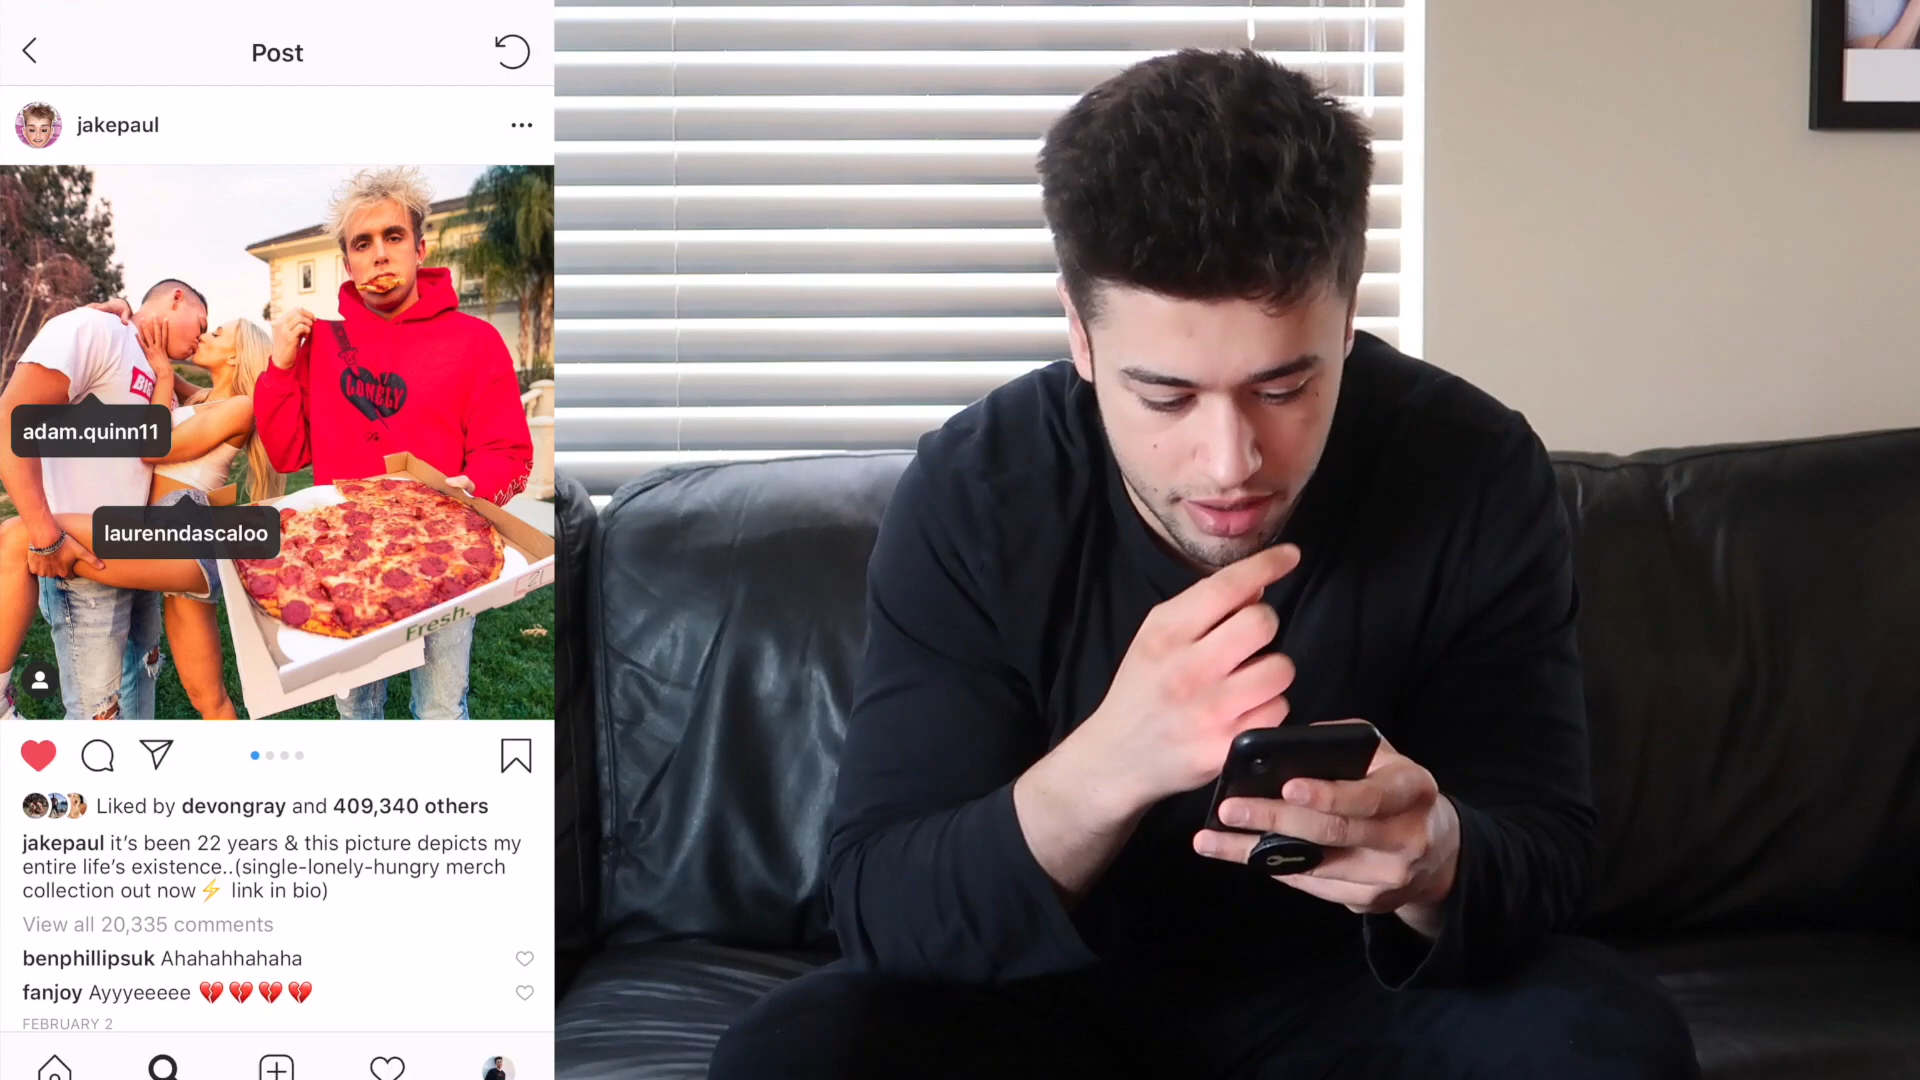 Post
jakepaul
BIG
LONELY
adam.quinn11
laurenndascaloo
Fresh.
Liked by devongray and 409,340 others
jakepaul it's been 22 years & this picture depicts my
entire life's existence..(single-lonely-hungry merch
collection out now⚡ link in bio)
View all 20,335 comments
benphillipsuk Ahahahhahaha
fanjoy Ayyyeeeee 💔💔💔💔
FEBRUARY 2